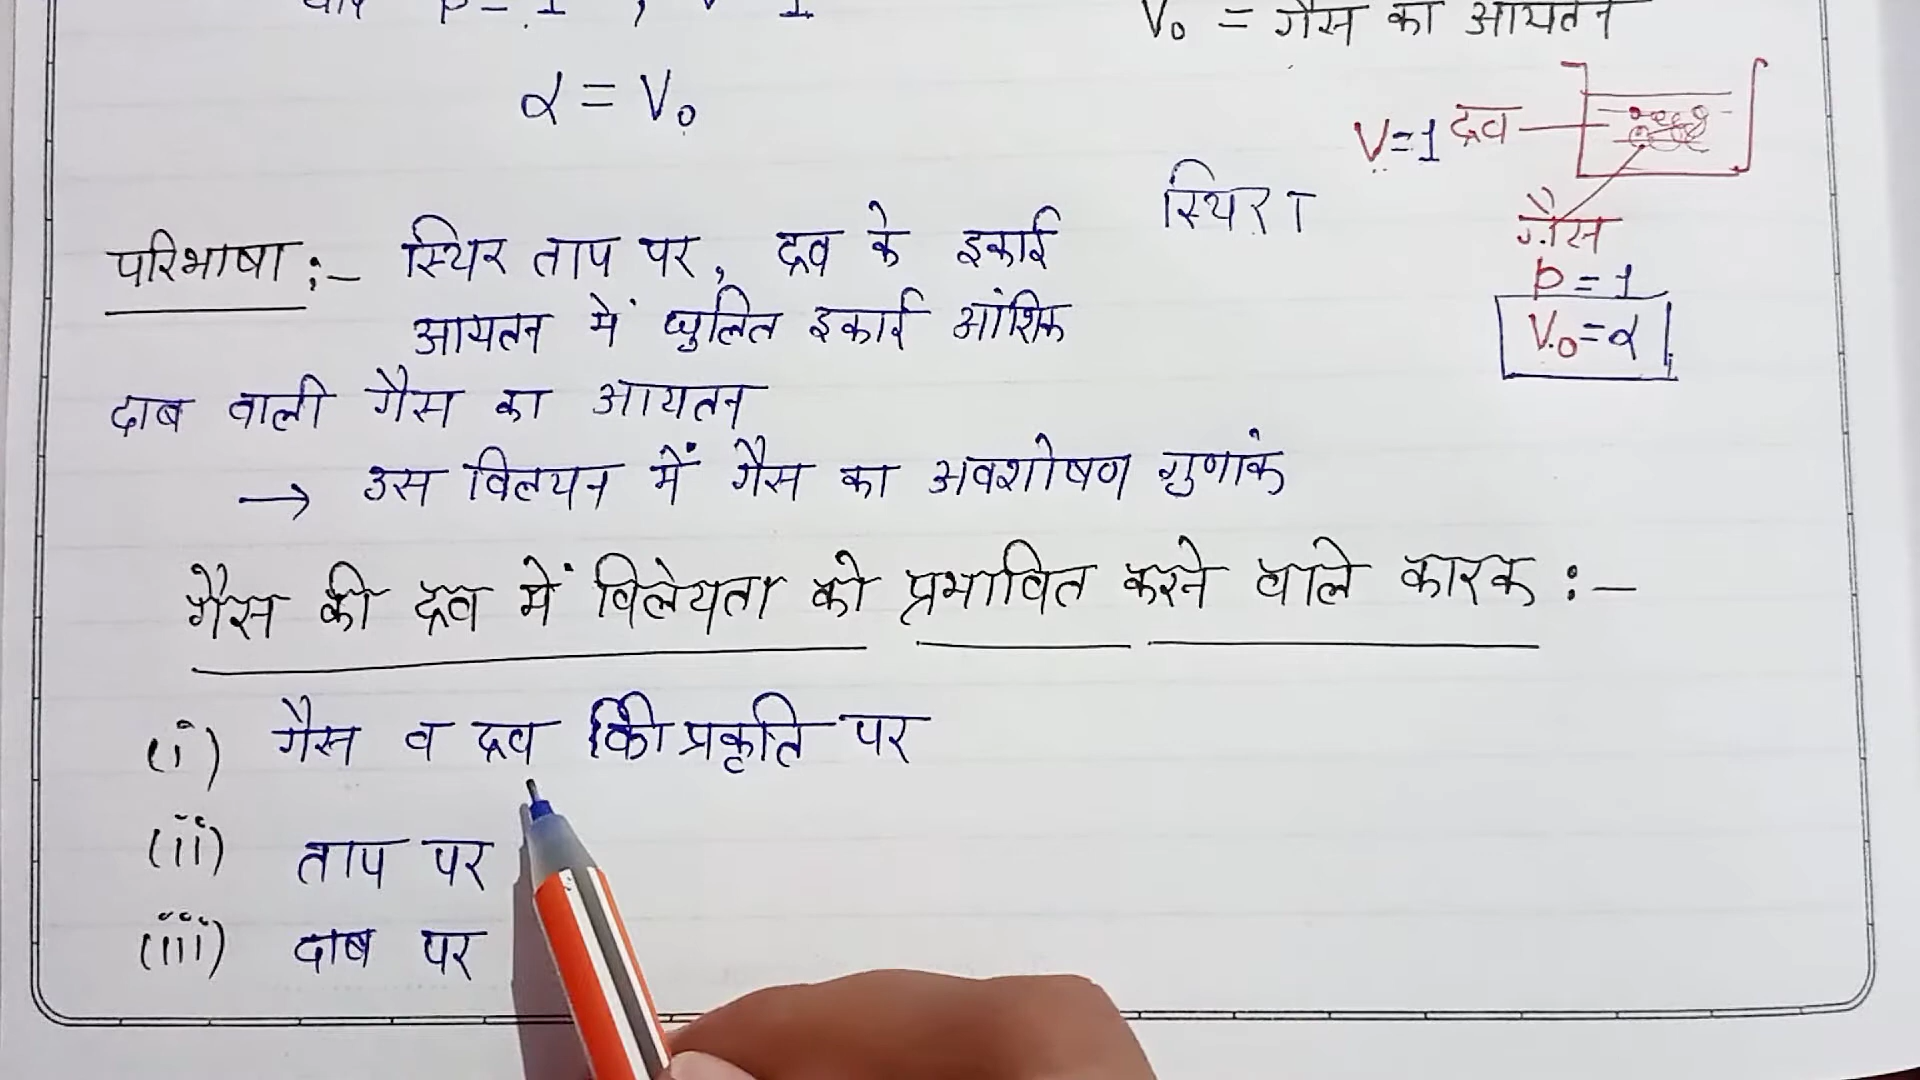 V₀ = गैस का आयतन
α = V₀
V=1 द्रव
गैस
p = 1
V₀ = α
स्थिर T
परिभाषा :- स्थिर ताप पर, द्रव के इकाई
आयतन में घुलित इकाई आंशिक
दाब वाली गैस का आयतन
→ उस विलयन में गैस का अवशोषण गुणांक
गैस की द्रव में विलेयता को प्रभावित करने वाले कारक :-
(i) गैस व द्रव की प्रकृति पर
(ii) ताप पर
(iii) दाब पर